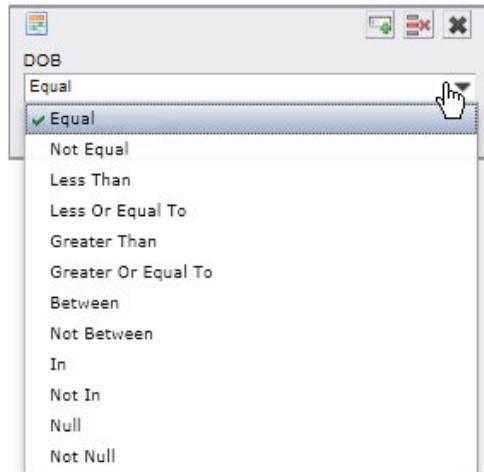 DOB
Equal
Equal
Not Equal
Less Than
Less Or Equal To
Greater Than
Greater Or Equal To
Between
Not Between
In
Not In
Null
Not Null